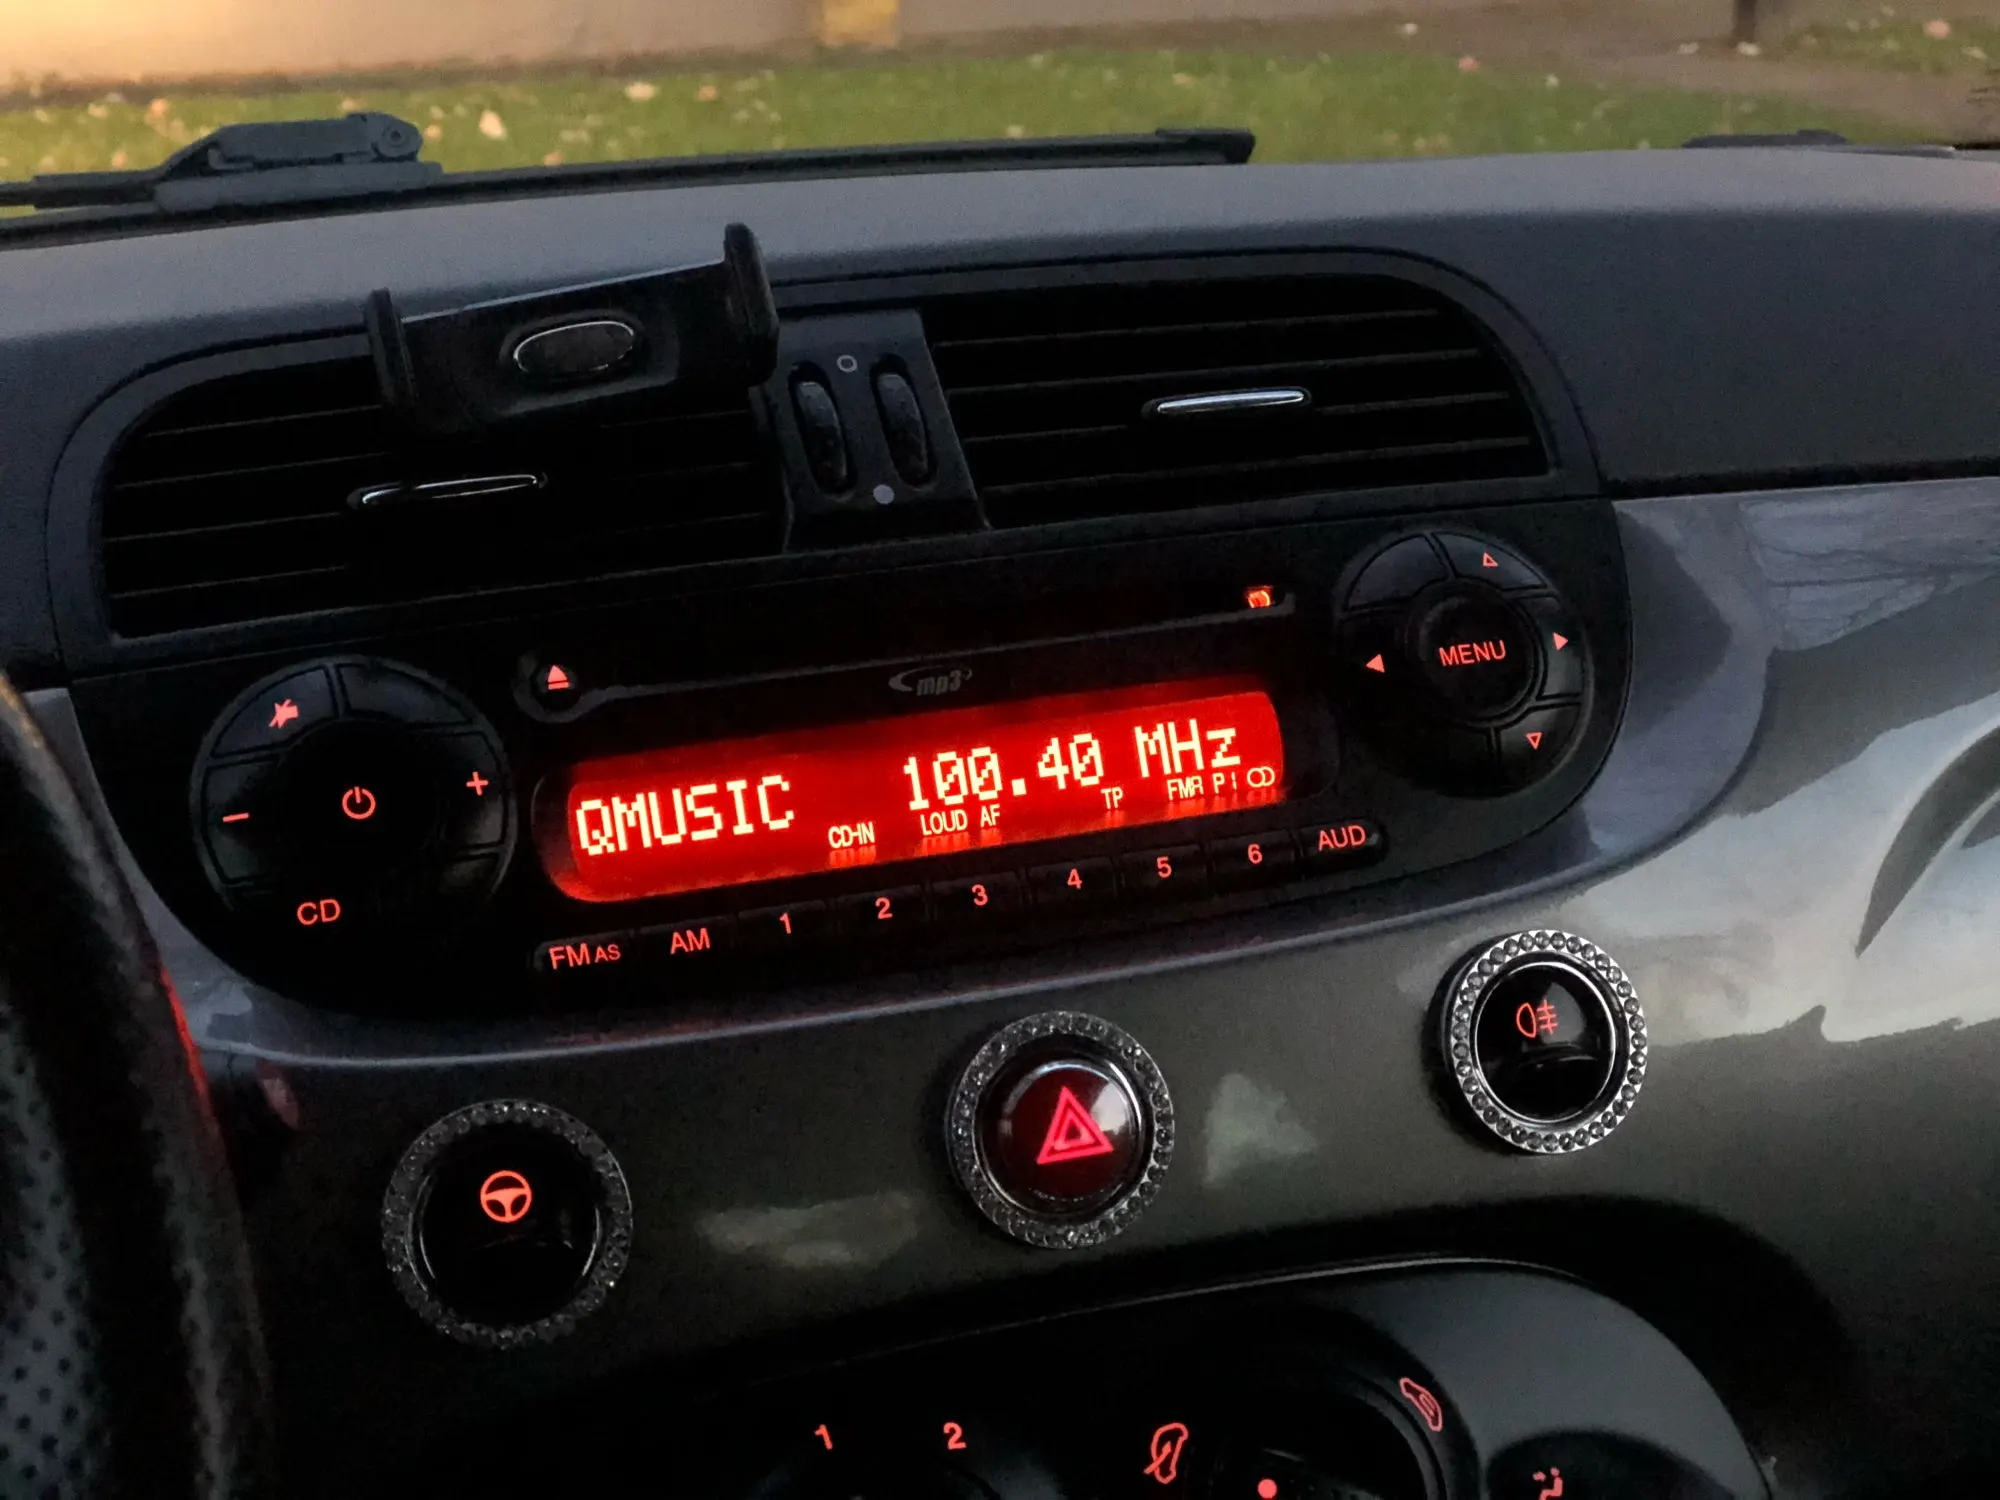 mp3
MENU
QMUSIC 100.40 MHz
CD-IN LOUD AF TP FMA P I
CD
FM AS AM 1 2 3 4 5 6 AUD
1 2